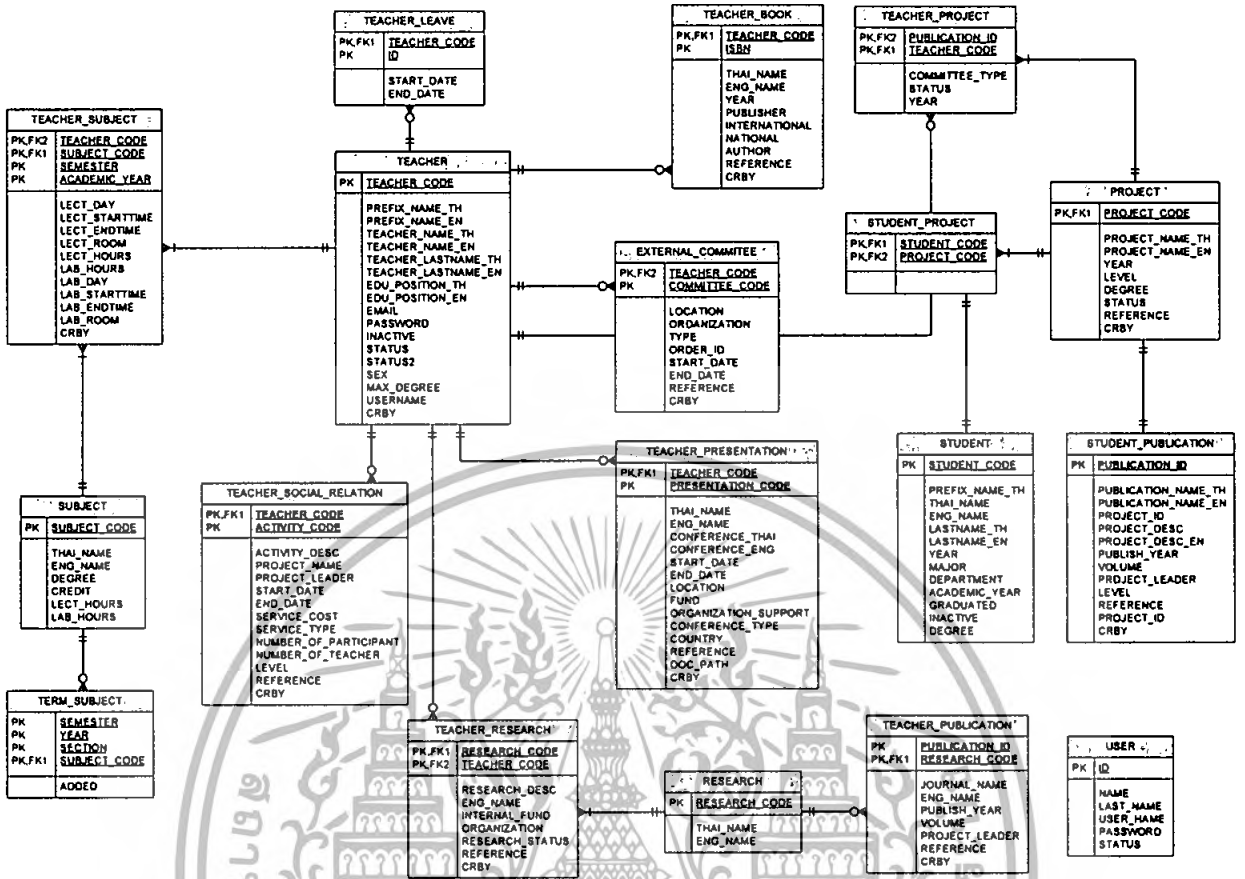 TEACHER_LEAVE
PK,FK1 TEACHER_CODE
PK ID
START_DATE
END_DATE
TEACHER_BOOK
PK,FK1 TEACHER_CODE
PK ISBN
THAI_NAME
ENG_NAME
YEAR
PUBLISHER
INTERNATIONAL
NATIONAL
AUTHOR
REFERENCE
CRBY
TEACHER_PROJECT
PK,FK2 PUBLICATION_ID
PK,FK1 TEACHER_CODE
COMMITTEE_TYPE
STATUS
YEAR
TEACHER_SUBJECT
PK,FK2 TEACHER_CODE
PK,FK1 SUBJECT_CODE
PK SEMESTER
PK ACADEMIC_YEAR
LECT_DAY
LECT_STARTTIME
LECT_ENDTIME
LECT_ROOM
LECT_HOURS
LAB_HOURS
LAB_DAY
LAB_STARTTIME
LAB_ENDTIME
LAB_ROOM
CRBY
TEACHER
PK TEACHER_CODE
PREFIX_NAME_TH
PREFIX_NAME_EN
TEACHER_NAME_TH
TEACHER_NAME_EN
TEACHER_LASTNAME_TH
TEACHER_LASTNAME_EN
EDU_POSITION_TH
EDU_POSITION_EN
EMAIL
PASSWORD
INACTIVE
STATUS
STATUS2
SEX
MAX_DEGREE
USERNAME
CRBY
EXTERNAL_COMMITEE
PK,FK2 TEACHER_CODE
PK COMMITTEE_CODE
LOCATION
ORGANIZATION
TYPE
ORDER_ID
START_DATE
END_DATE
REFERENCE
CRBY
STUDENT_PROJECT
PK,FK1 STUDENT_CODE
PK,FK2 PROJECT_CODE
PROJECT
PK,FK1 PROJECT_CODE
PROJECT_NAME_TH
PROJECT_NAME_EN
YEAR
LEVEL
DEGREE
STATUS
REFERENCE
CRBY
SUBJECT
PK SUBJECT_CODE
THAI_NAME
ENG_NAME
DEGREE
CREDIT
LECT_HOURS
LAB_HOURS
TEACHER_SOCIAL_RELATION
PK,FK1 TEACHER_CODE
PK ACTIVITY_CODE
ACTIVITY_DESC
PROJECT_NAME
PROJECT_LEADER
START_DATE
END_DATE
SERVICE_COST
SERVICE_TYPE
NUMBER_OF_PARTICIPANT
NUMBER_OF_TEACHER
LEVEL
REFERENCE
CRBY
TEACHER_PRESENTATION
PK,FK1 TEACHER_CODE
PK PRESENTATION_CODE
THAI_NAME
ENG_NAME
CONFERENCE_THAI
CONFERENCE_ENG
START_DATE
END_DATE
LOCATION
FUND
ORGANIZATION_SUPPORT
CONFERENCE_TYPE
COUNTRY
REFERENCE
DOC_PATH
CRBY
STUDENT
PK STUDENT_CODE
PREFIX_NAME_TH
THAI_NAME
ENG_NAME
LASTNAME_TH
LASTNAME_EN
YEAR
MAJOR
DEPARTMENT
ACADEMIC_YEAR
GRADUATED
INACTIVE
DEGREE
STUDENT_PUBLICATION
PK PUBLICATION_ID
PUBLICATION_NAME_TH
PUBLICATION_NAME_EN
PROJECT_ID
PROJECT_DESC
PROJECT_DESC_EN
PUBLISH_YEAR
VOLUME
PROJECT_LEADER
LEVEL
REFERENCE
PROJECT_ID
CRBY
TERM_SUBJECT
PK SEMESTER
PK YEAR
PK SECTION
PK,FK1 SUBJECT_CODE
ADDED
TEACHER_RESEARCH
PK,FK1 RESEARCH_CODE
PK,FK2 TEACHER_CODE
RESEARCH_DESC
ENG_NAME
INTERNAL_FUND
ORGANIZATION
RESEARCH_STATUS
REFERENCE
CRBY
RESEARCH
PK RESEARCH_CODE
THAI_NAME
ENG_NAME
TEACHER_PUBLICATION
PK PUBLICATION_ID
PK,FK1 RESEARCH_CODE
JOURNAL_NAME
ENG_NAME
PUBLISH_YEAR
VOLUME
PROJECT_LEADER
REFERENCE
CRBY
USER
PK ID
NAME
LAST_NAME
USER_NAME
PASSWORD
STATUS